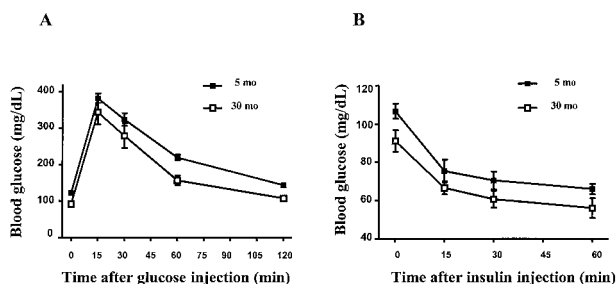 A
Blood glucose (mg/dL)
400
300
200
100
0
5 mo
30 mo
0 15 30 45 60 75 90 105 120
Time after glucose injection (min)
B
Blood glucose (mg/dL)
120
100
80
60
40
5 mo
30 mo
0 15 30 45 60
Time after insulin injection (min)